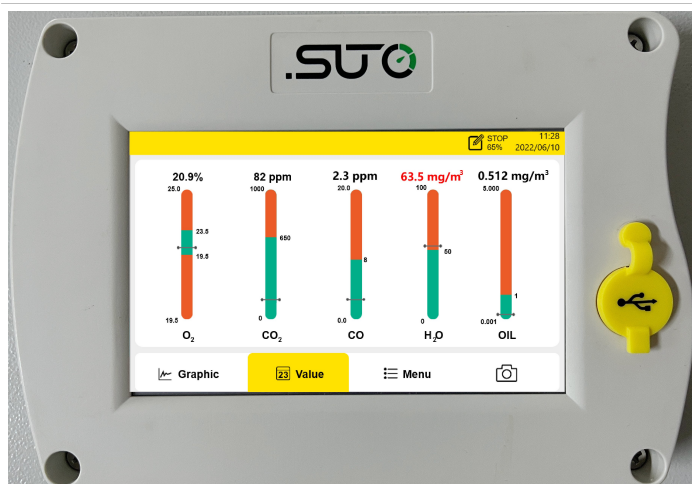 .SUTO
STOP 11:28
65% 2022/06/10
20.9% 82 ppm 2.3 ppm 63.5 mg/m³ 0.512 mg/m³
25.0 1000 20.0 100 5.000
23.5 650
19.5 8 50
1
19.5 0 0.0 0 0.001
O₂ CO₂ CO H₂O OIL
Graphic 23 Value Menu